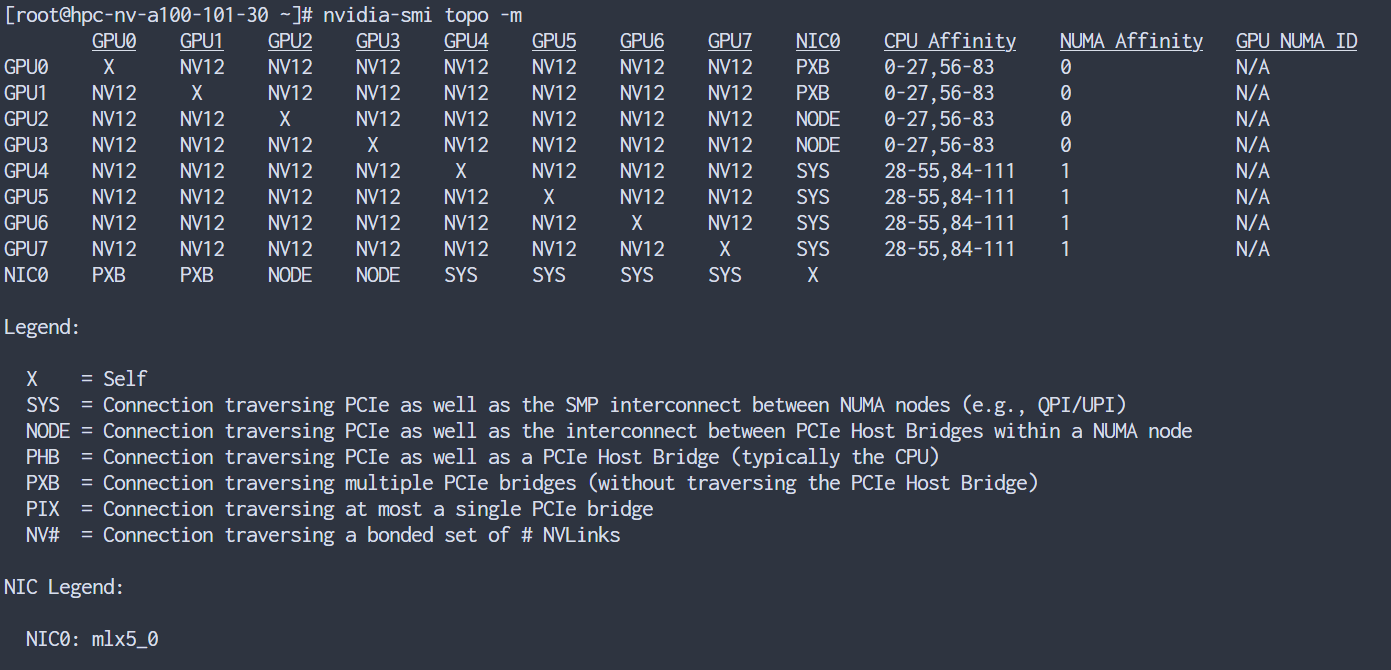 [root@hpc-nv-a100-101-30 ~]# nvidia-smi topo -m
        GPU0    GPU1    GPU2    GPU3    GPU4    GPU5    GPU6    GPU7    NIC0    CPU Affinity    NUMA Affinity   GPU NUMA ID
GPU0     X      NV12    NV12    NV12    NV12    NV12    NV12    NV12    PXB     0-27,56-83      0               N/A
GPU1    NV12     X      NV12    NV12    NV12    NV12    NV12    NV12    PXB     0-27,56-83      0               N/A
GPU2    NV12    NV12     X      NV12    NV12    NV12    NV12    NV12    NODE    0-27,56-83      0               N/A
GPU3    NV12    NV12    NV12     X      NV12    NV12    NV12    NV12    NODE    0-27,56-83      0               N/A
GPU4    NV12    NV12    NV12    NV12     X      NV12    NV12    NV12    SYS     28-55,84-111    1               N/A
GPU5    NV12    NV12    NV12    NV12    NV12     X      NV12    NV12    SYS     28-55,84-111    1               N/A
GPU6    NV12    NV12    NV12    NV12    NV12    NV12     X      NV12    SYS     28-55,84-111    1               N/A
GPU7    NV12    NV12    NV12    NV12    NV12    NV12    NV12     X      SYS     28-55,84-111    1               N/A
NIC0    PXB     PXB     NODE    NODE    SYS     SYS     SYS     SYS      X

Legend:

  X    = Self
  SYS  = Connection traversing PCIe as well as the SMP interconnect between NUMA nodes (e.g., QPI/UPI)
  NODE = Connection traversing PCIe as well as the interconnect between PCIe Host Bridges within a NUMA node
  PHB  = Connection traversing PCIe as well as a PCIe Host Bridge (typically the CPU)
  PXB  = Connection traversing multiple PCIe bridges (without traversing the PCIe Host Bridge)
  PIX  = Connection traversing at most a single PCIe bridge
  NV#  = Connection traversing a bonded set of # NVLinks

NIC Legend:

  NIC0: mlx5_0